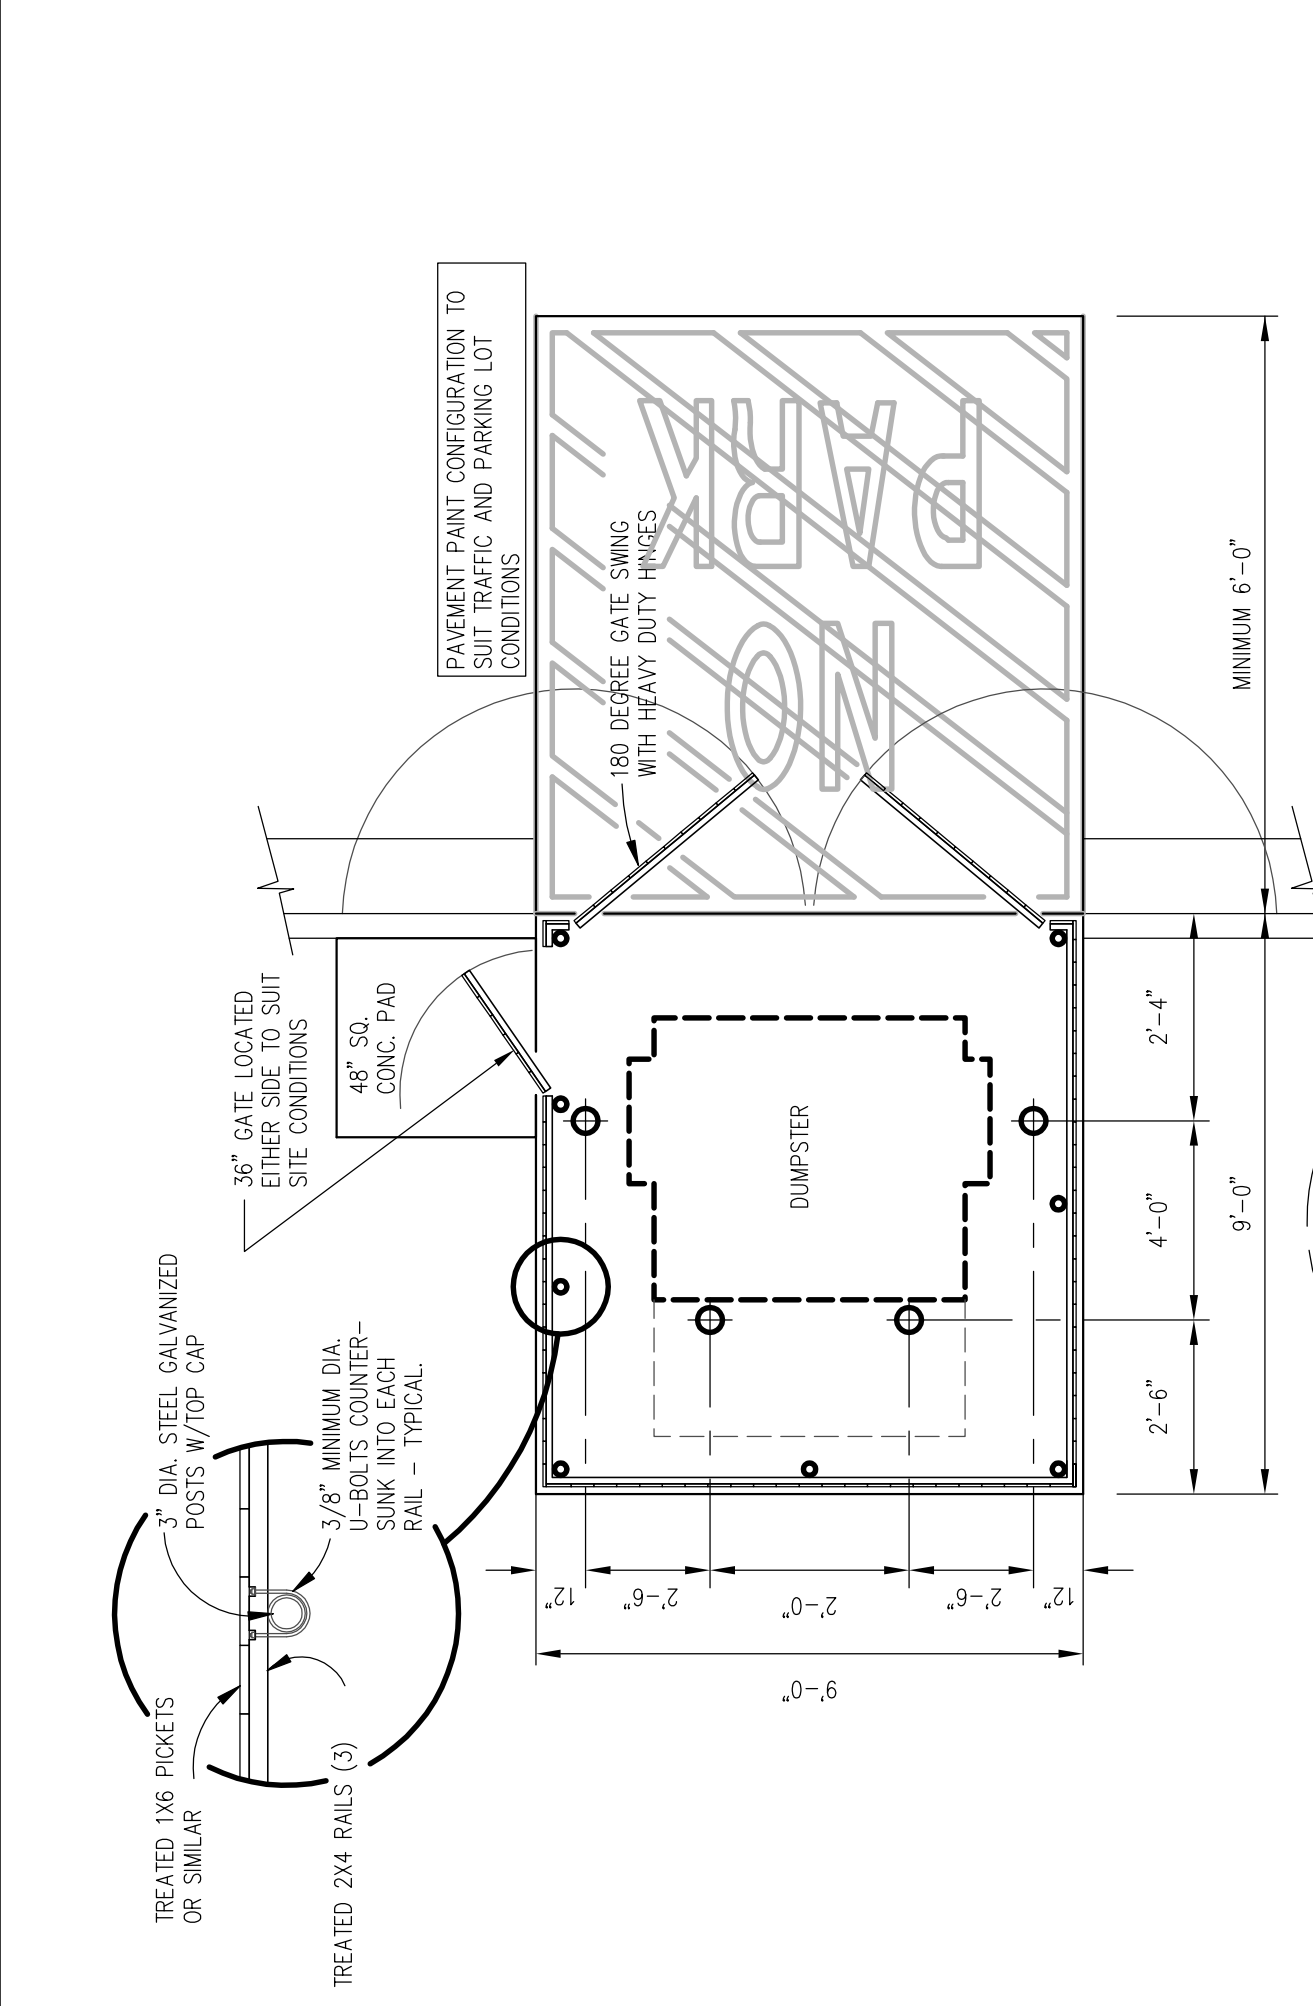 PAVEMENT PAINT CONFIGURATION TO
SUIT TRAFFIC AND PARKING LOT
CONDITIONS
180 DEGREE GATE SWING
WITH HEAVY DUTY HINGES
NO
PARK
36" GATE LOCATED
EITHER SIDE TO SUIT
SITE CONDITIONS
48" SQ.
CONC. PAD
DUMPSTER
3" DIA. STEEL GALVANIZED
POSTS W/TOP CAP
3/8" MINIMUM DIA.
U-BOLTS COUNTER-
SUNK INTO EACH
RAIL - TYPICAL.
TREATED 1X6 PICKETS
OR SIMILAR
TREATED 2X4 RAILS (3)
12"
2'-6"
2'-0"
2'-6"
12"
9'-0"
2'-6"
4'-0"
2'-4"
9'-0"
MINIMUM 6'-0"